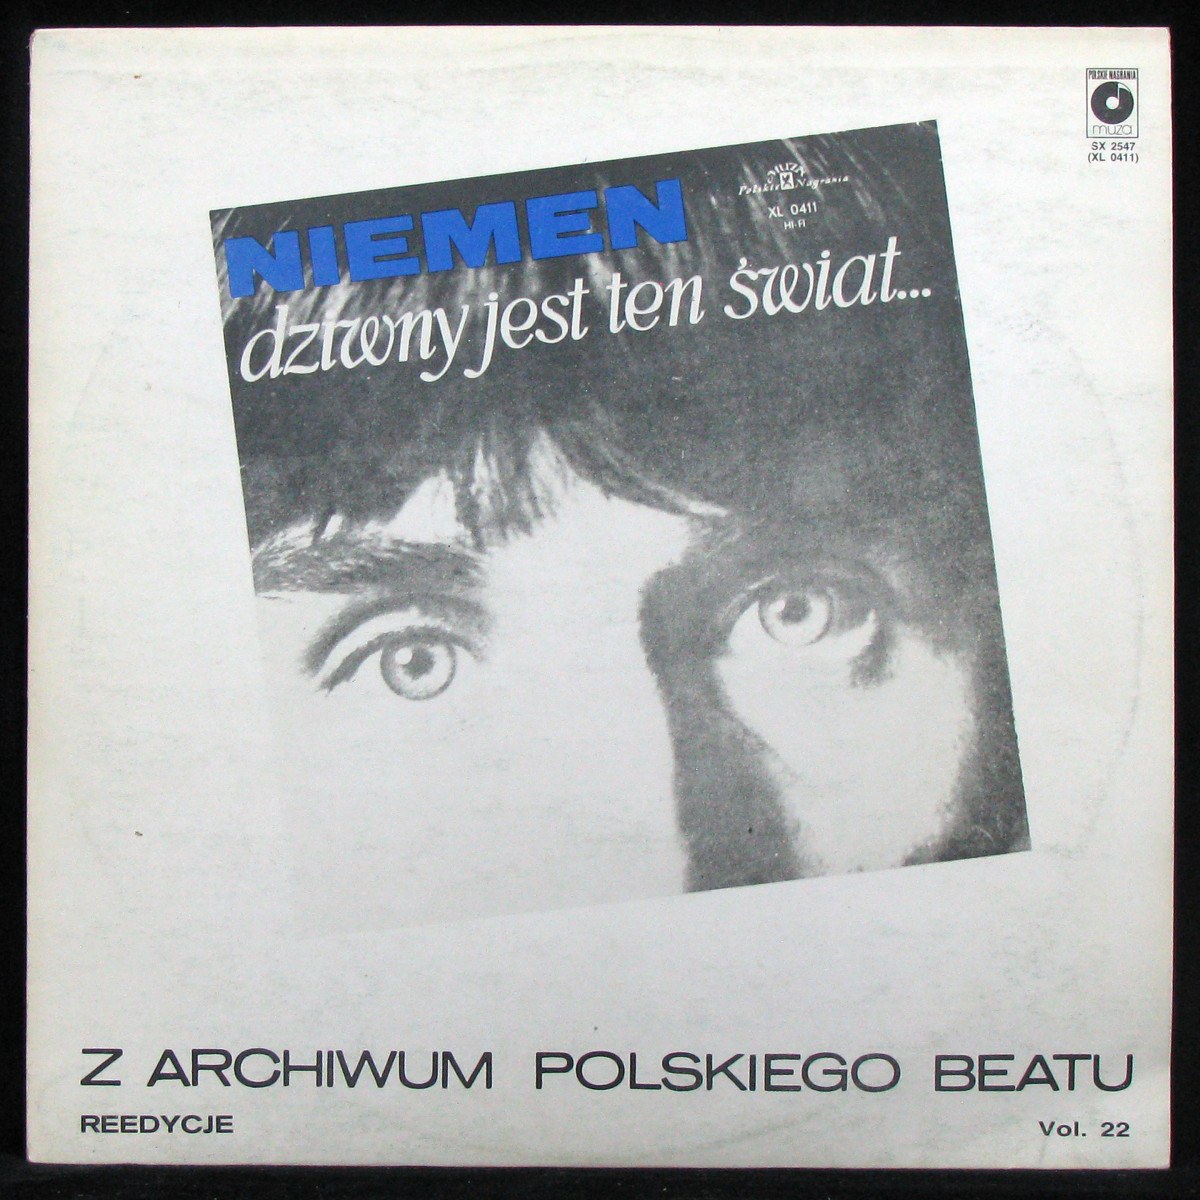 POLSKIE NAGRANIA
muza
SX 2547
(XL 0411)
NIEMEN
MUZA
Polskie Nagrania
XL 0411
HI-FI
dziwny jest ten świat...
Z ARCHIWUM POLSKIEGO BEATU
REEDYCJE
Vol. 22